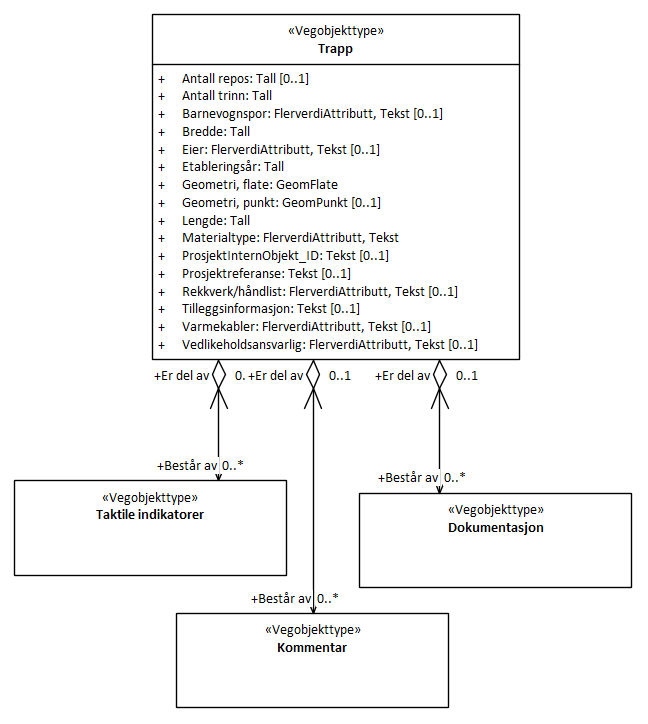 «Vegobjekttype»
Trapp
+ Antall repos: Tall [0..1]
+ Antall trinn: Tall
+ Barnevognspor: FlerverdiAttributt, Tekst [0..1]
+ Bredde: Tall
+ Eier: FlerverdiAttributt, Tekst [0..1]
+ Etableringsår: Tall
+ Geometri, flate: GeomFlate
+ Geometri, punkt: GeomPunkt [0..1]
+ Lengde: Tall
+ Materialtype: FlerverdiAttributt, Tekst
+ ProsjektInternObjekt_ID: Tekst [0..1]
+ Prosjektreferanse: Tekst [0..1]
+ Rekkverk/håndlist: FlerverdiAttributt, Tekst [0..1]
+ Tilleggsinformasjon: Tekst [0..1]
+ Varmekabler: FlerverdiAttributt, Tekst [0..1]
+ Vedlikeholdsansvarlig: FlerverdiAttributt, Tekst [0..1]
+Er del av 0. +Er del av 0..1 +Er del av 0..1
+Består av 0..*
+Består av 0..*
«Vegobjekttype»
Taktile indikatorer
«Vegobjekttype»
Dokumentasjon
+Består av 0..*
«Vegobjekttype»
Kommentar